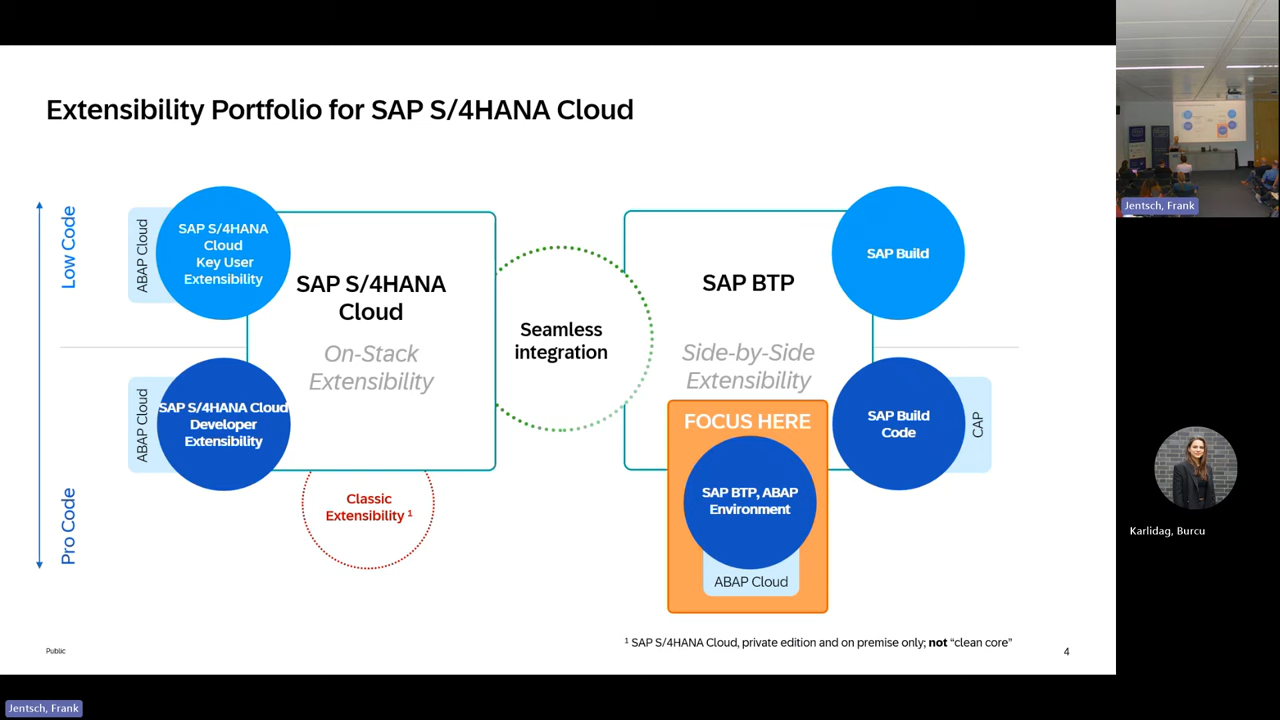 Extensibility Portfolio for SAP S/4HANA Cloud
Low Code
Pro Code
ABAP Cloud
SAP S/4HANA
Cloud
Key User
Extensibility
ABAP Cloud
SAP S/4HANA Cloud
Developer
Extensibility
SAP S/4HANA
Cloud
On-Stack
Extensibility
Classic
Extensibility ¹
Seamless
integration
SAP BTP
Side-by-Side
Extensibility
SAP Build
SAP Build
Code
CAP
FOCUS HERE
SAP BTP, ABAP
Environment
ABAP Cloud
¹ SAP S/4HANA Cloud, private edition and on premise only; not “clean core”
Public
4
Jentsch, Frank
Karlidag, Burcu
Jentsch, Frank